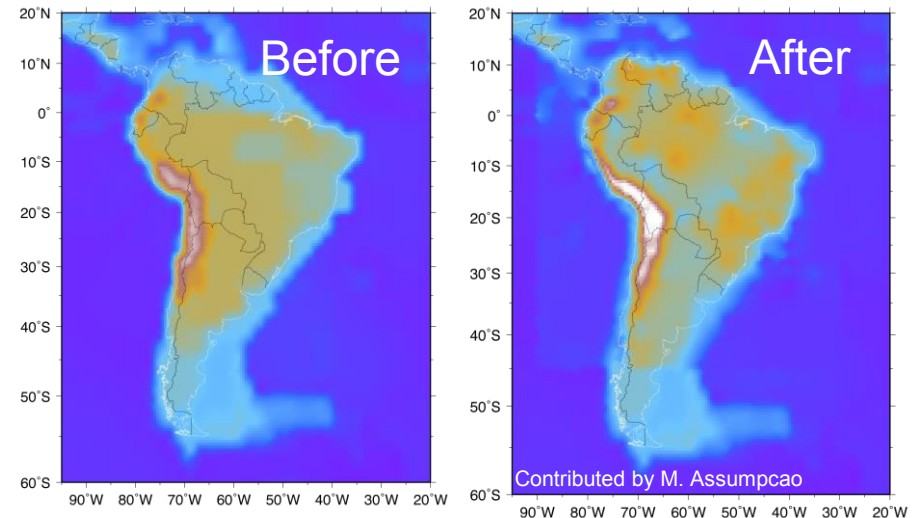 Before
20˚N
10˚N
0˚
10˚S
20˚S
30˚S
40˚S
50˚S
60˚S
90˚W 80˚W 70˚W 60˚W 50˚W 40˚W 30˚W 20˚W
After
20˚N
10˚N
0˚
10˚S
20˚S
30˚S
40˚S
50˚S
60˚S
Contributed by M. Assumpcao
90˚W 80˚W 70˚W 60˚W 50˚W 40˚W 30˚W 20˚W